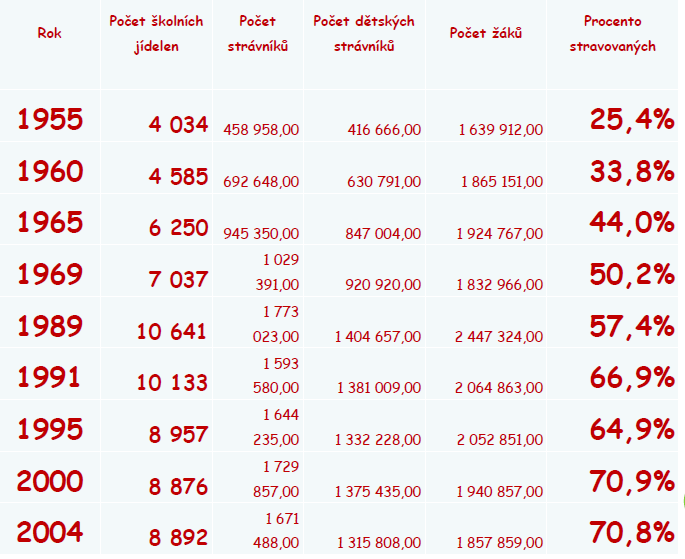 Rok Počet školních jídelen Počet strávníků Počet dětských strávníků Počet žáků Procento stravovaných
1955 4 034 458 958,00 416 666,00 1 639 912,00 25,4%
1960 4 585 692 648,00 630 791,00 1 865 151,00 33,8%
1965 6 250 945 350,00 847 004,00 1 924 767,00 44,0%
1969 7 037 1 029 391,00 920 920,00 1 832 966,00 50,2%
1989 10 641 1 773 023,00 1 404 657,00 2 447 324,00 57,4%
1991 10 133 1 593 580,00 1 381 009,00 2 064 863,00 66,9%
1995 8 957 1 644 235,00 1 332 228,00 2 052 851,00 64,9%
2000 8 876 1 729 857,00 1 375 435,00 1 940 857,00 70,9%
2004 8 892 1 671 488,00 1 315 808,00 1 857 859,00 70,8%